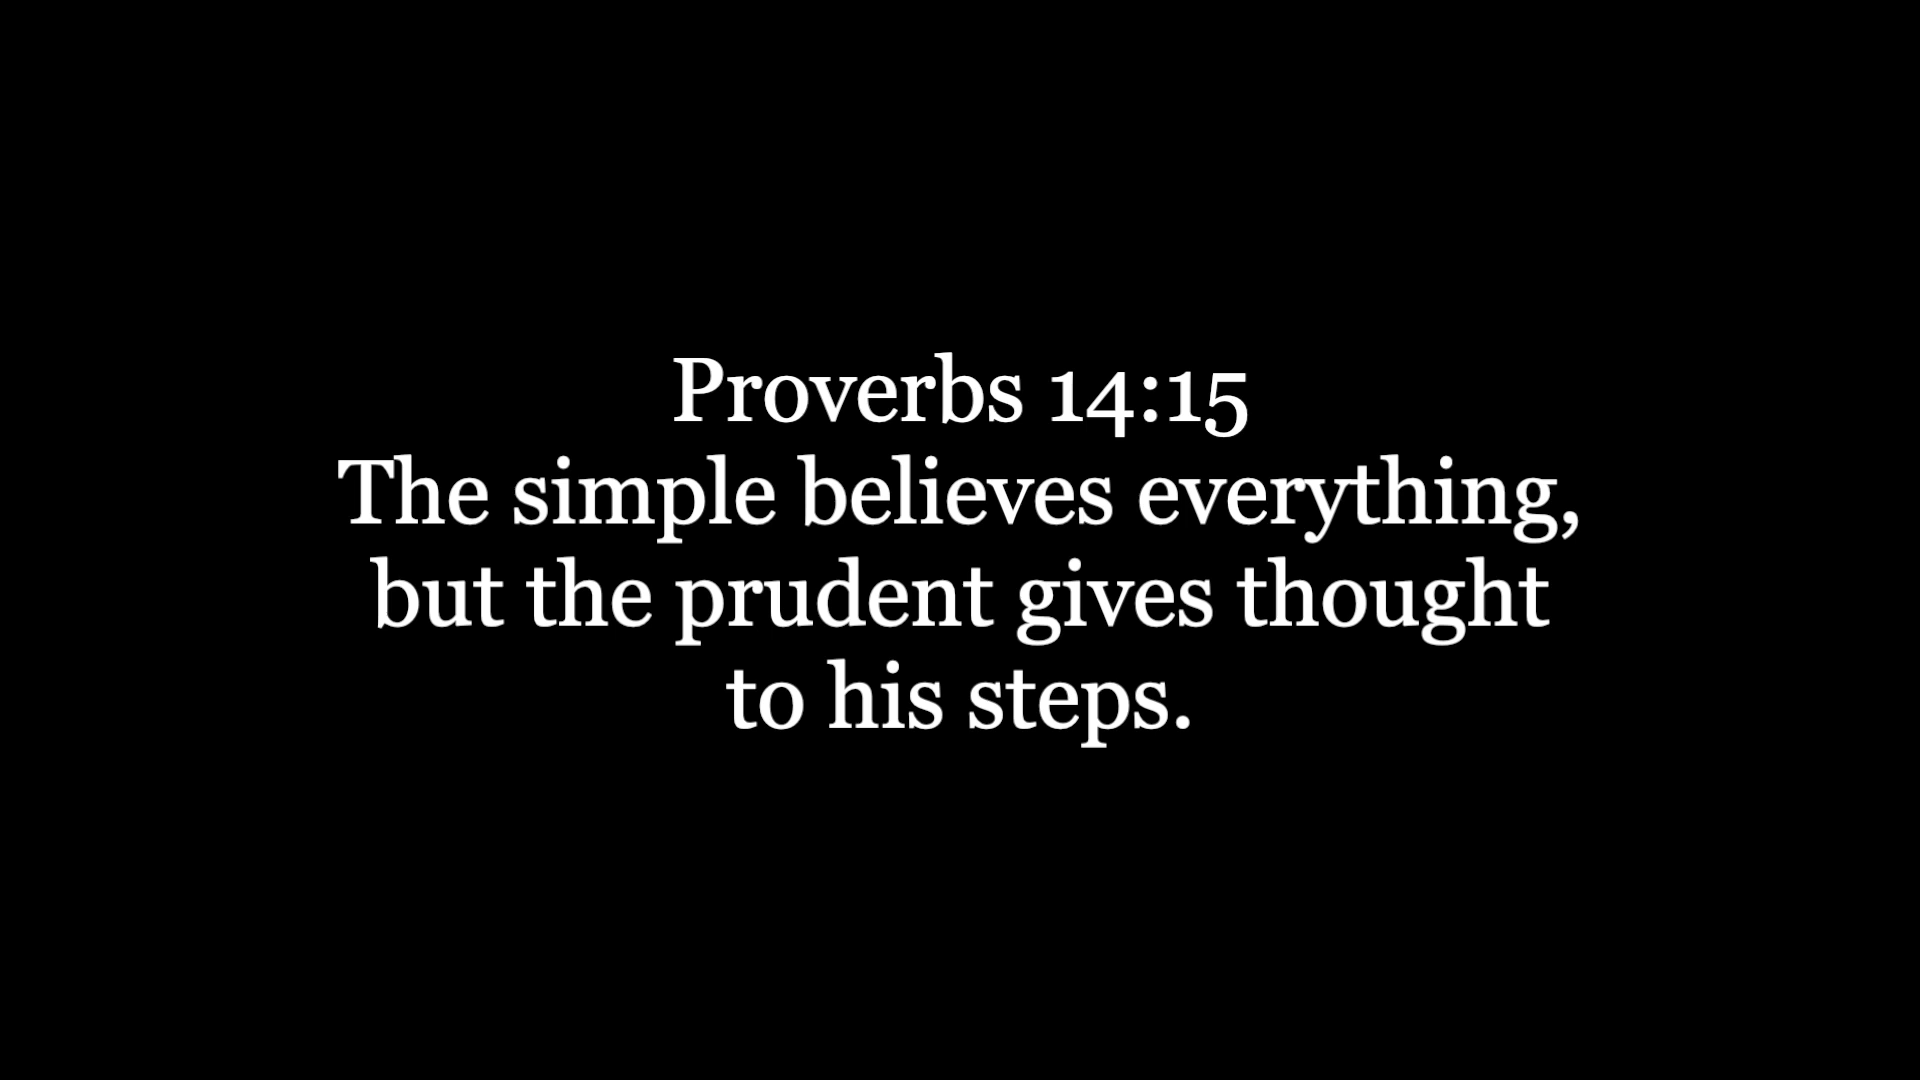 Proverbs 14:15
The simple believes everything,
but the prudent gives thought
to his steps.